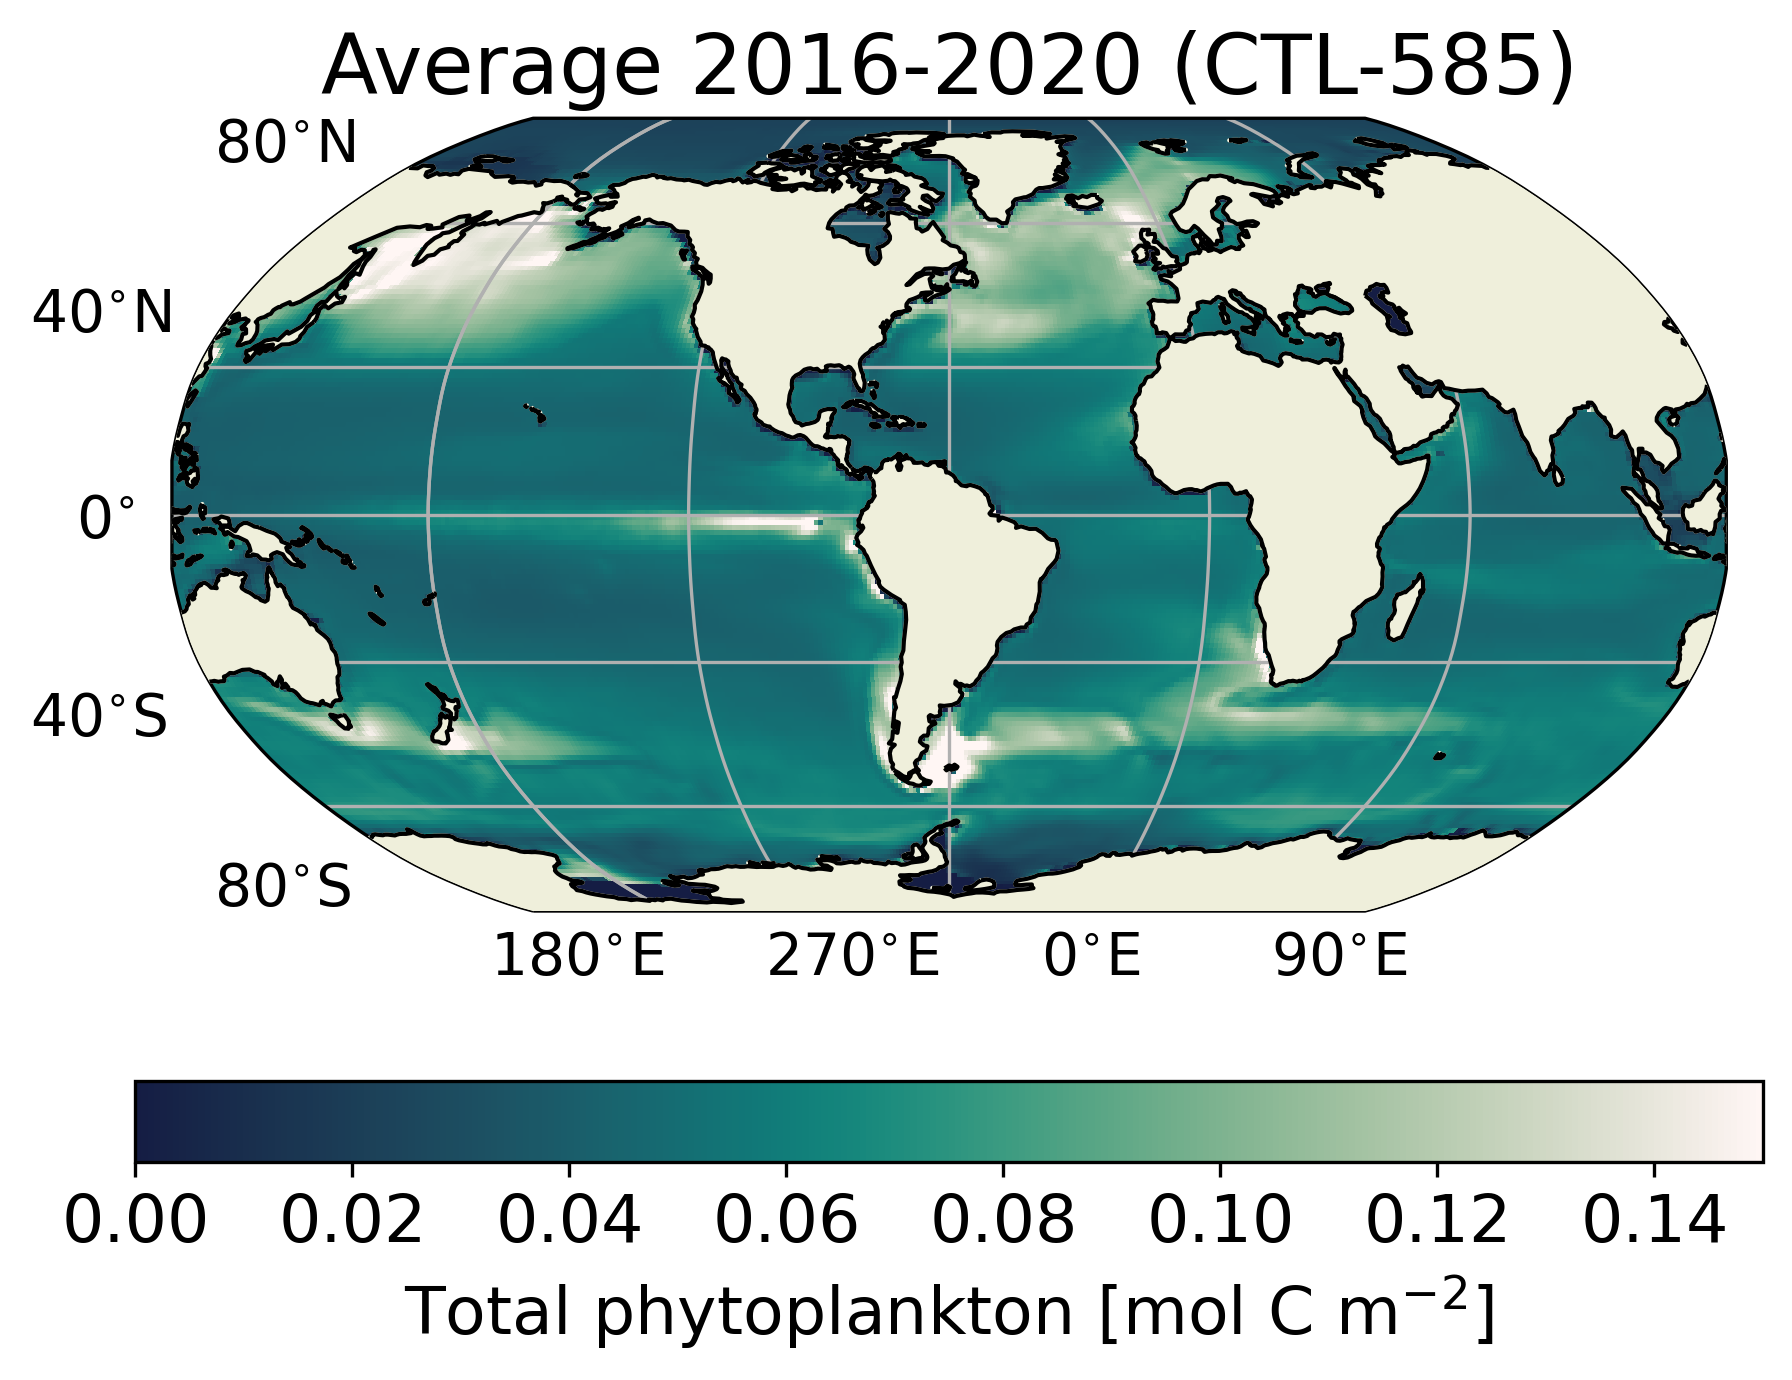 Average 2016-2020 (CTL-585)
80°N
40°N
0°
40°S
80°S
180°E 270°E 0°E 90°E
0.00 0.02 0.04 0.06 0.08 0.10 0.12 0.14
Total phytoplankton [mol C m⁻²]